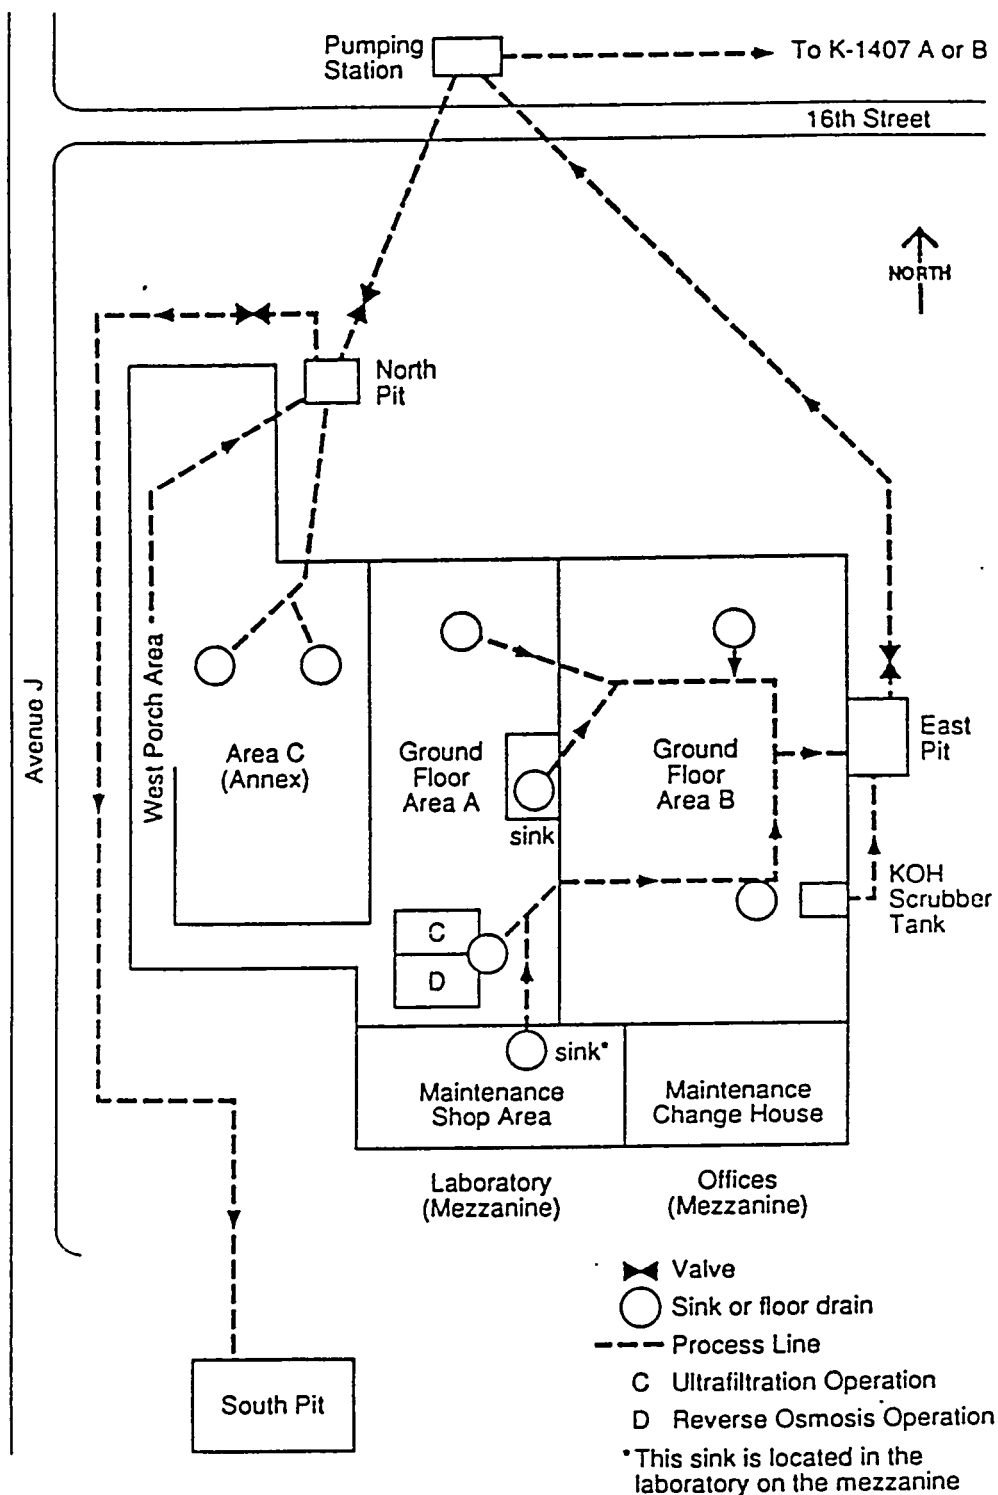 Pumping
Station
To K-1407 A or B
16th Street
NORTH
North
Pit
Avenue J
West Porch Area
Area C
(Annex)
Ground
Floor
Area A
sink
Ground
Floor
Area B
East
Pit
KOH
Scrubber
Tank
C
D
sink*
Maintenance
Shop Area
Maintenance
Change House
Laboratory
(Mezzanine)
Offices
(Mezzanine)
South Pit
Valve
Sink or floor drain
Process Line
C Ultrafiltration Operation
D Reverse Osmosis Operation
*This sink is located in the
laboratory on the mezzanine